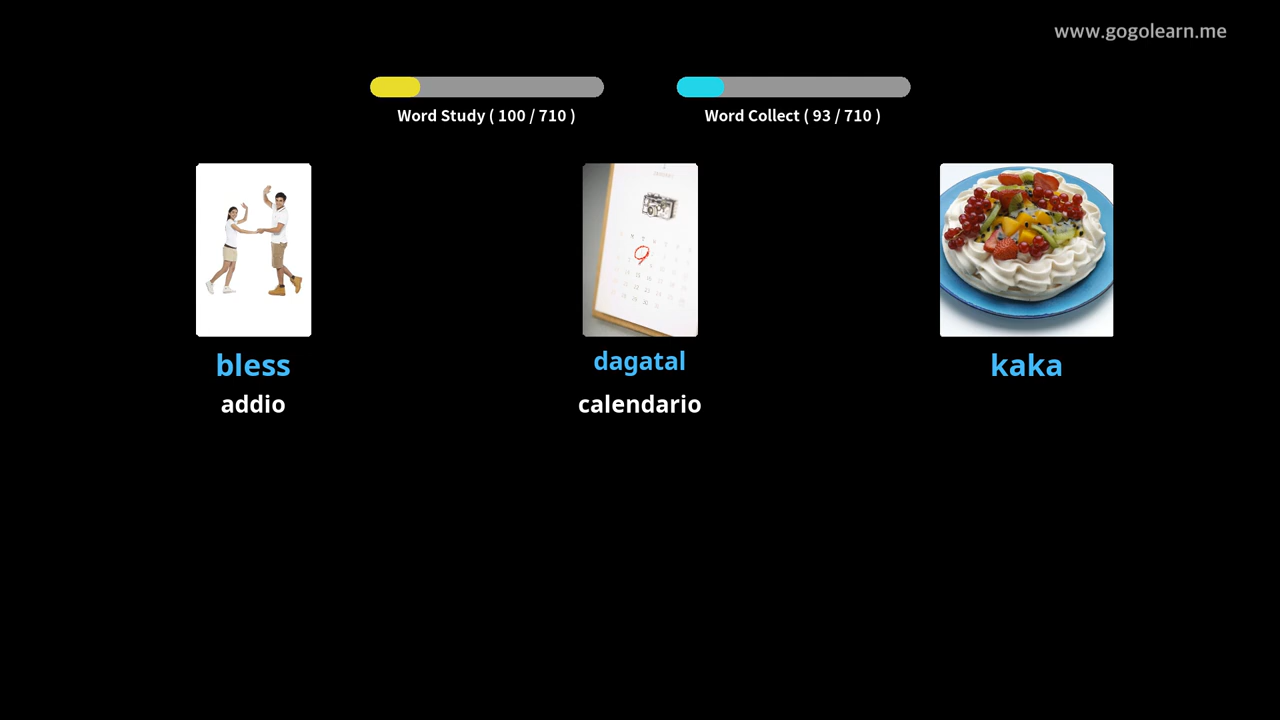 www.gogolearn.me
Word Study ( 100 / 710 )
Word Collect ( 93 / 710 )
bless
dagatal
kaka
addio
calendario